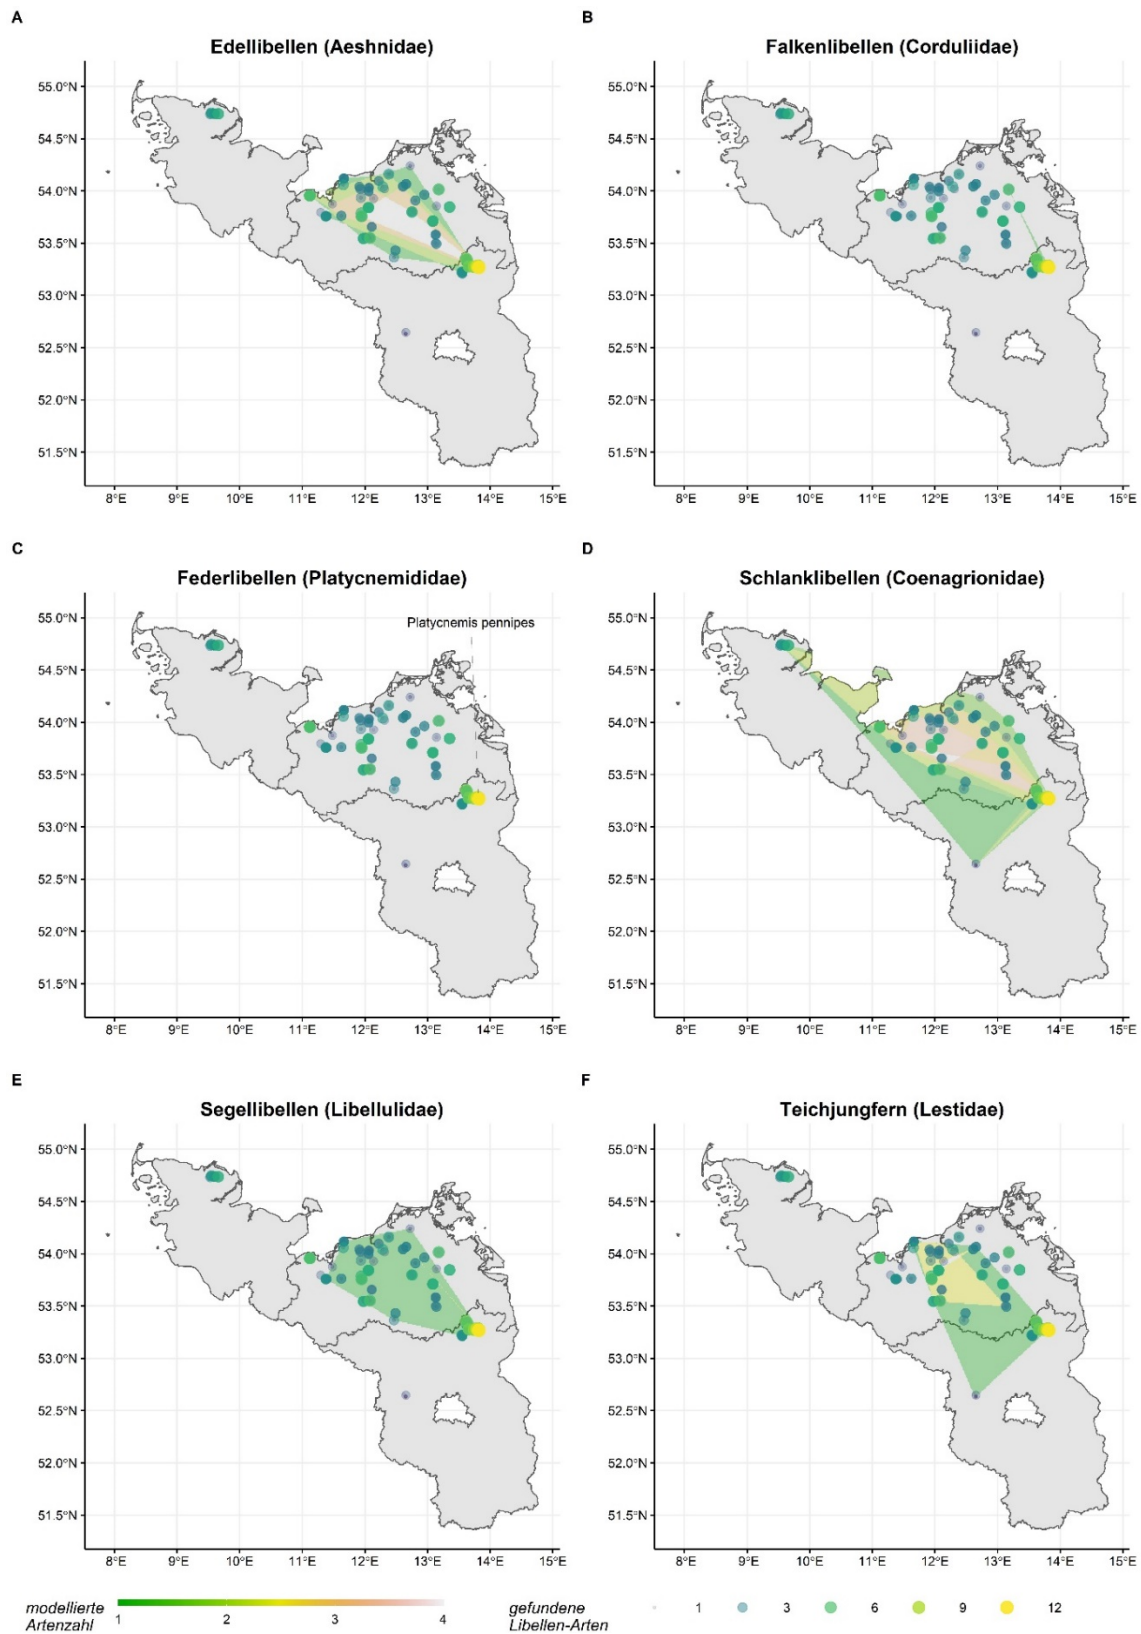 A
Edellibellen (Aeshnidae)
55.0°N
54.5°N
54.0°N
53.5°N
53.0°N
52.5°N
52.0°N
51.5°N
8°E 9°E 10°E 11°E 12°E 13°E 14°E 15°E
B
Falkenlibellen (Corduliidae)
55.0°N
54.5°N
54.0°N
53.5°N
53.0°N
52.5°N
52.0°N
51.5°N
8°E 9°E 10°E 11°E 12°E 13°E 14°E 15°E
C
Federlibellen (Platycnemididae)
Platycnemis pennipes
55.0°N
54.5°N
54.0°N
53.5°N
53.0°N
52.5°N
52.0°N
51.5°N
8°E 9°E 10°E 11°E 12°E 13°E 14°E 15°E
D
Schlanklibellen (Coenagrionidae)
55.0°N
54.5°N
54.0°N
53.5°N
53.0°N
52.5°N
52.0°N
51.5°N
8°E 9°E 10°E 11°E 12°E 13°E 14°E 15°E
E
Segellibellen (Libellulidae)
55.0°N
54.5°N
54.0°N
53.5°N
53.0°N
52.5°N
52.0°N
51.5°N
8°E 9°E 10°E 11°E 12°E 13°E 14°E 15°E
F
Teichjungfern (Lestidae)
55.0°N
54.5°N
54.0°N
53.5°N
53.0°N
52.5°N
52.0°N
51.5°N
8°E 9°E 10°E 11°E 12°E 13°E 14°E 15°E
modellierte
Artenzahl
1 2 3 4
gefundene
Libellen-Arten
1 3 6 9 12